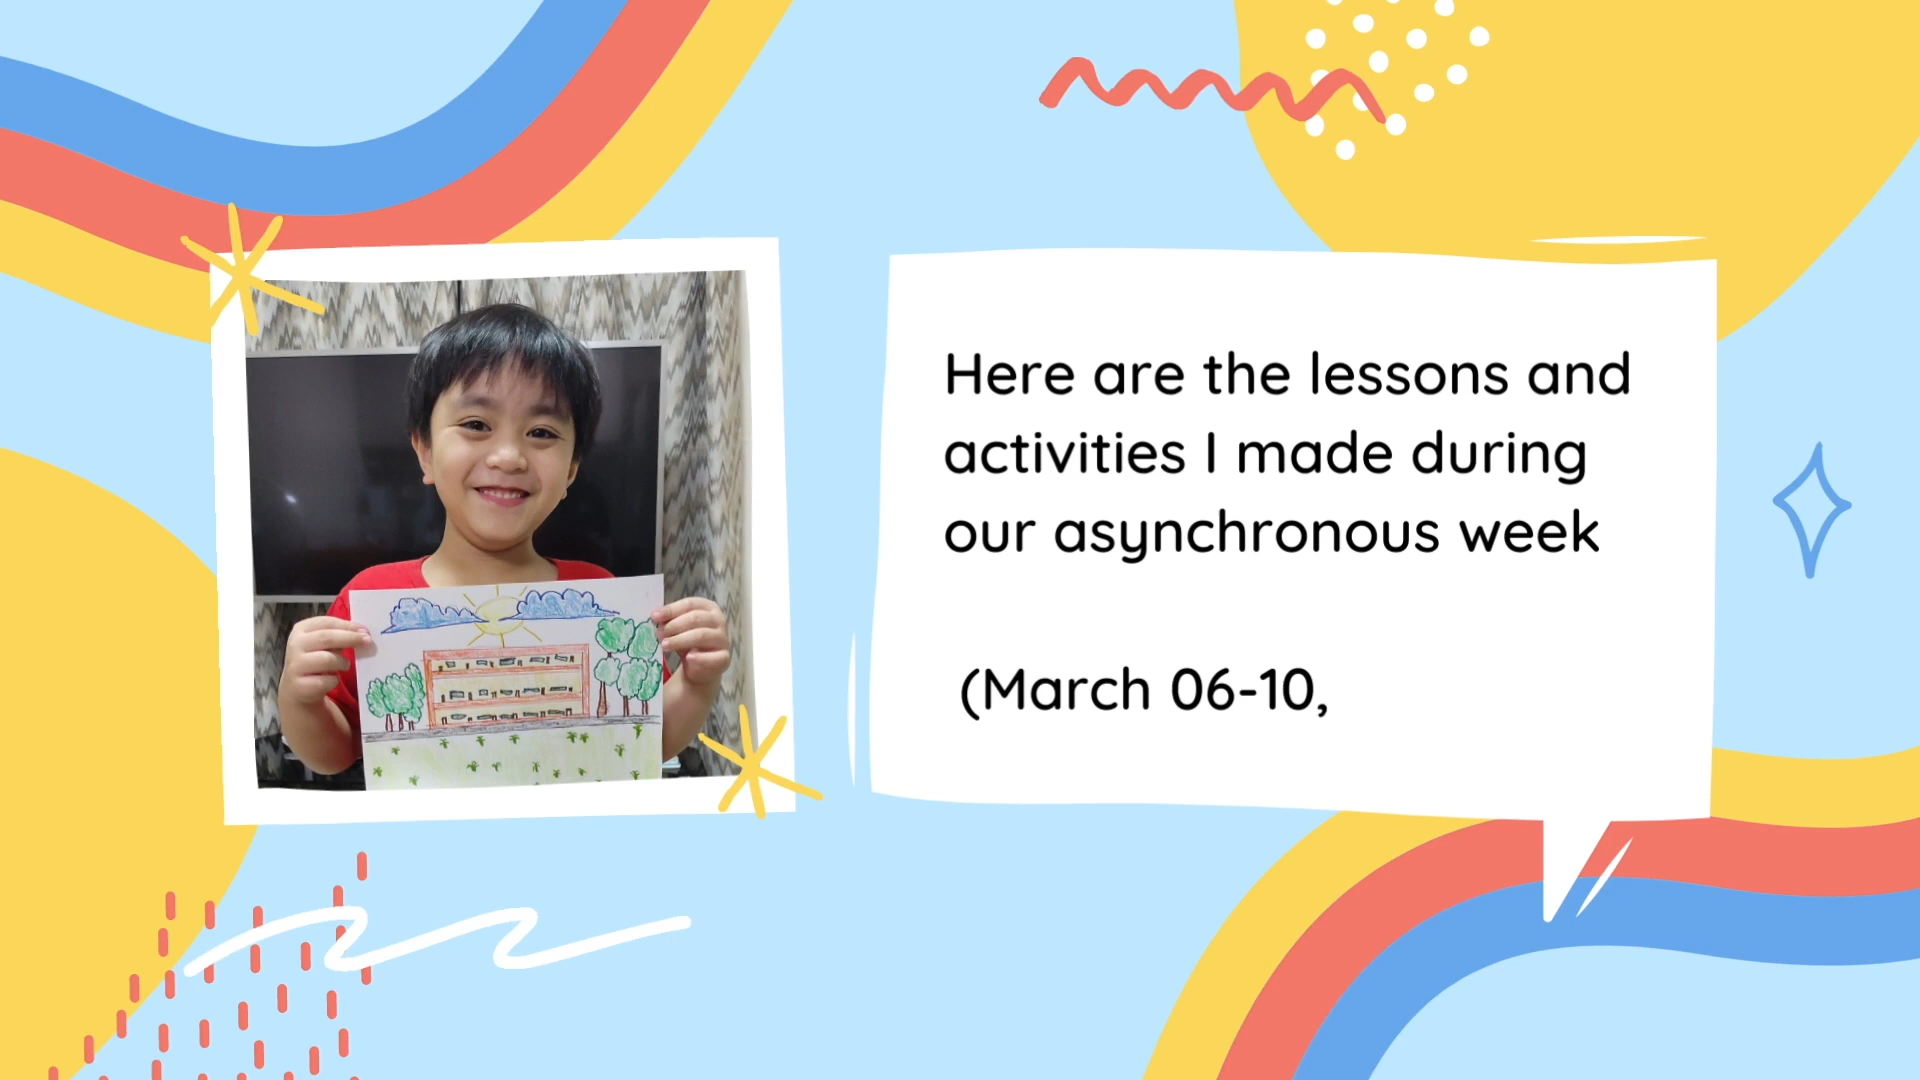 Here are the lessons and
activities I made during
our asynchronous week
(March 06-10,